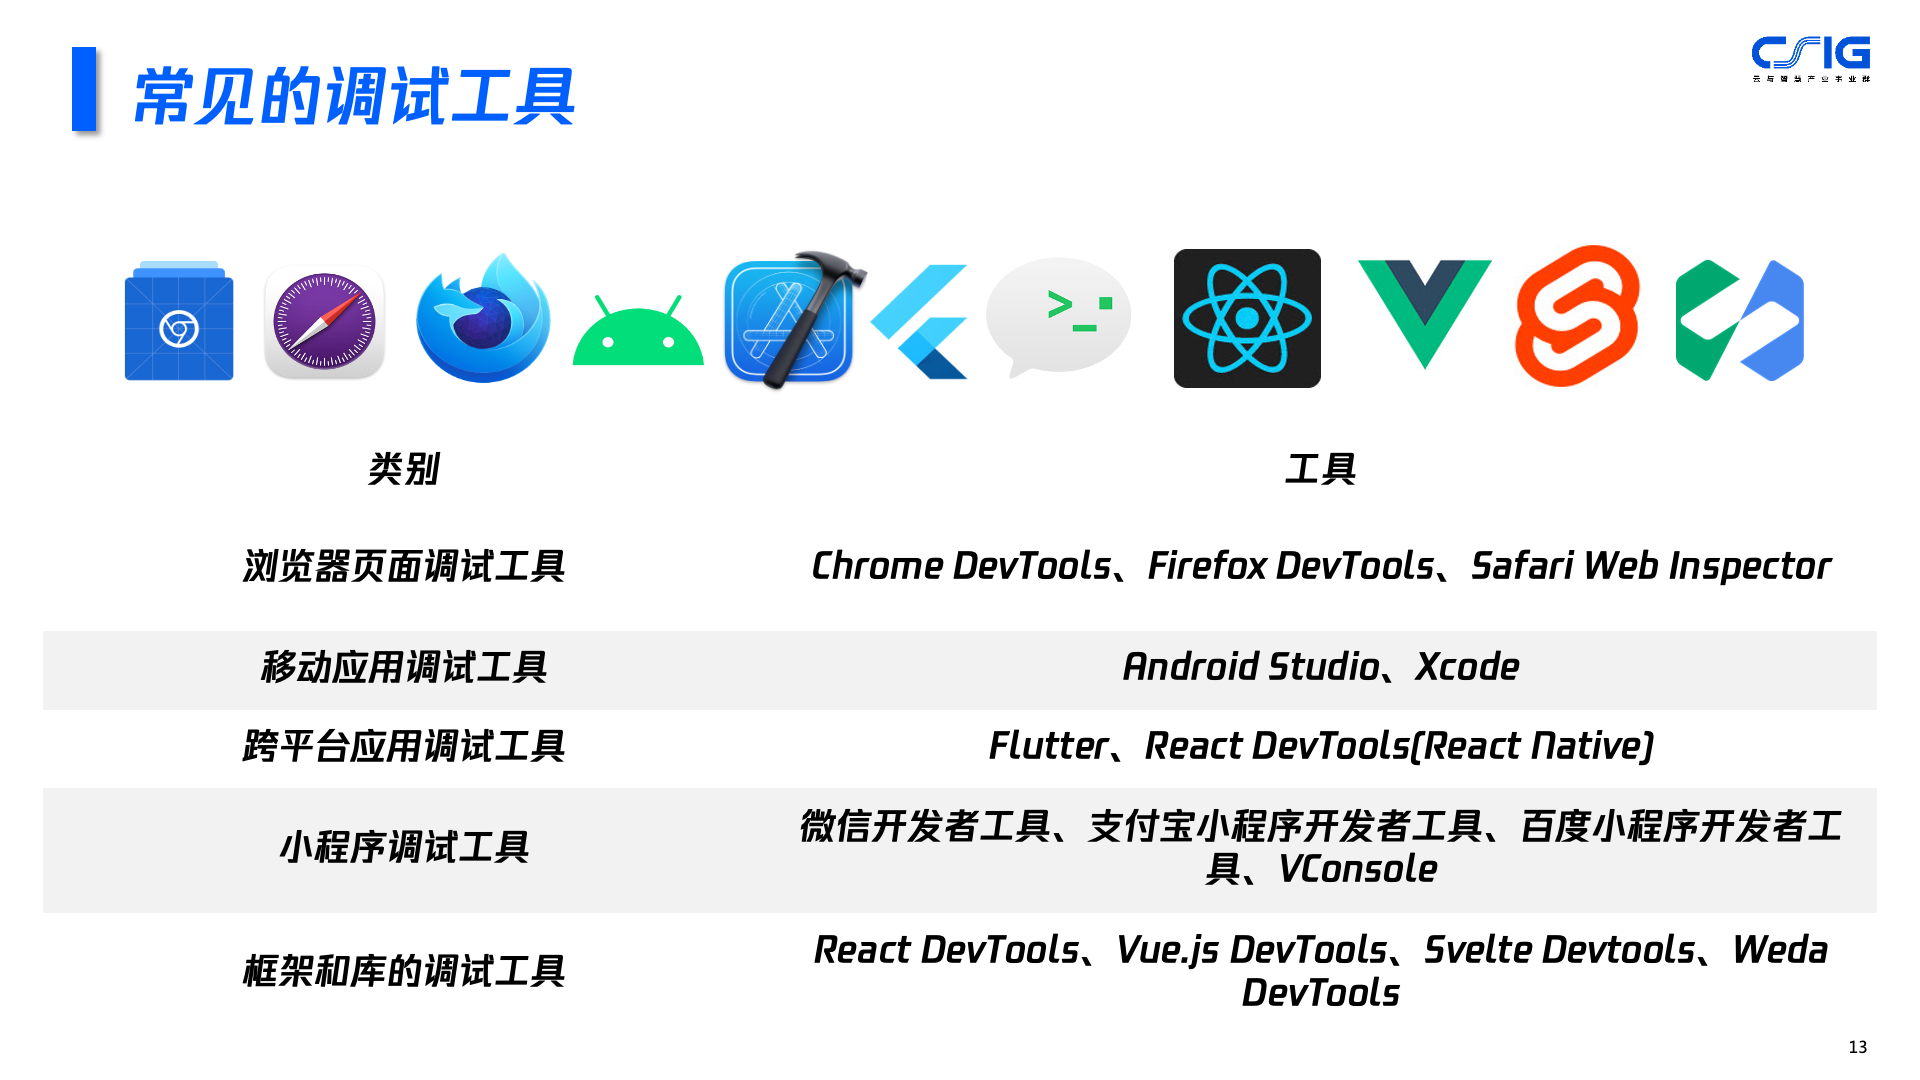 常见的调试工具
CSIG
云与智慧产业事业群
>_
类别
工具
浏览器页面调试工具
Chrome DevTools、Firefox DevTools、Safari Web Inspector
移动应用调试工具
Android Studio、Xcode
跨平台应用调试工具
Flutter、React DevTools(React Native)
小程序调试工具
微信开发者工具、支付宝小程序开发者工具、百度小程序开发者工
具、VConsole
框架和库的调试工具
React DevTools、Vue.js DevTools、Svelte Devtools、Weda
DevTools
13